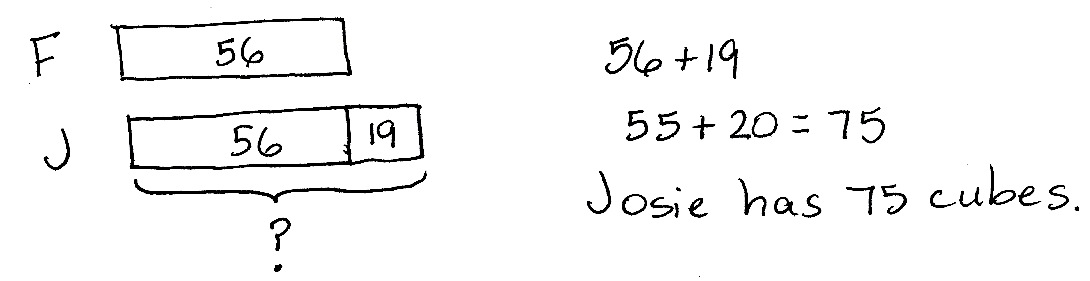 F 56
J 56 19
?
56 + 19
55 + 20 = 75
Josie has 75 cubes.